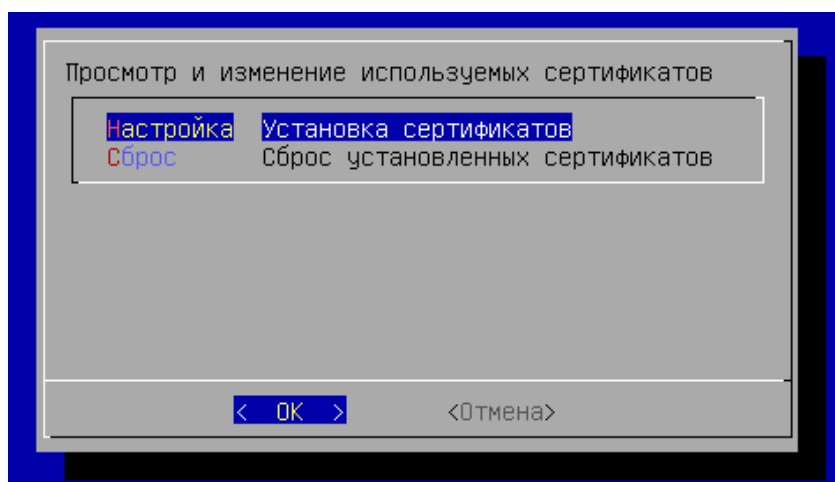 Просмотр и изменение используемых сертификатов
Настройка Установка сертификатов
Сброс Сброс установленных сертификатов
< OK > <Отмена>